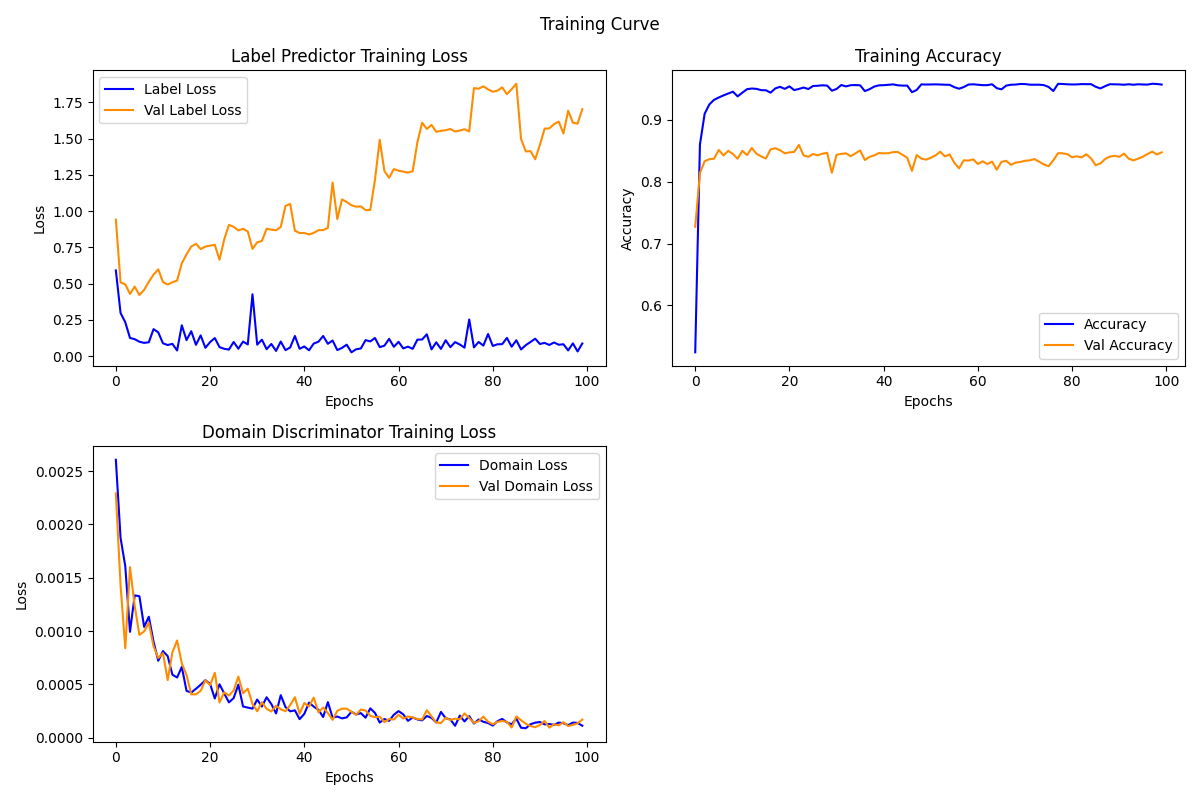 Training Curve
Label Predictor Training Loss
Label Loss
Val Label Loss
1.75
1.50
1.25
1.00
0.75
0.50
0.25
0.00
Loss
0
20
40
60
80
100
Epochs
Training Accuracy
0.9
0.8
0.7
0.6
Accuracy
Accuracy
Val Accuracy
0
20
40
60
80
100
Epochs
Domain Discriminator Training Loss
Domain Loss
Val Domain Loss
0.0025
0.0020
0.0015
0.0010
0.0005
0.0000
Loss
0
20
40
60
80
100
Epochs